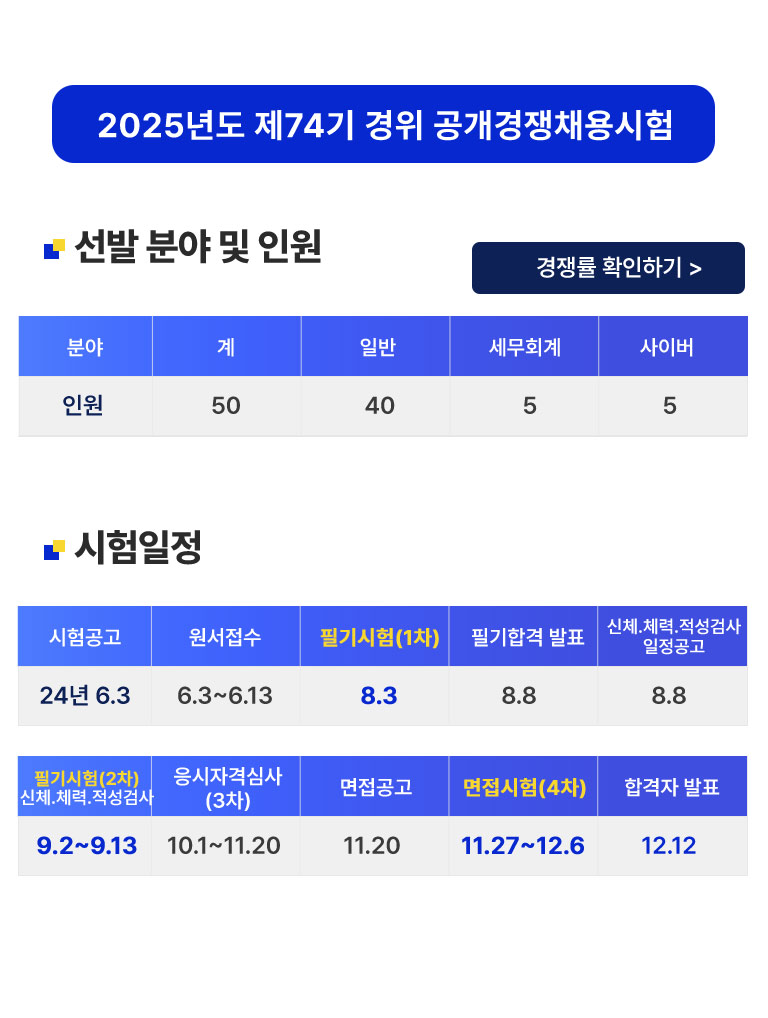 2025년도 제74기 경위 공개경쟁채용시험
선발 분야 및 인원
경쟁률 확인하기 >
분야 계 일반 세무회계 사이버
인원 50 40 5 5
시험일정
시험공고 원서접수 필기시험(1차) 필기합격 발표 신체.체력.적성검사
일정공고
24년 6.3 6.3~6.13 8.3 8.8 8.8
필기시험(2차)
신체.체력.적성검사
응시자격심사
(3차)
면접공고 면접시험(4차) 합격자 발표
9.2~9.13 10.1~11.20 11.20 11.27~12.6 12.12